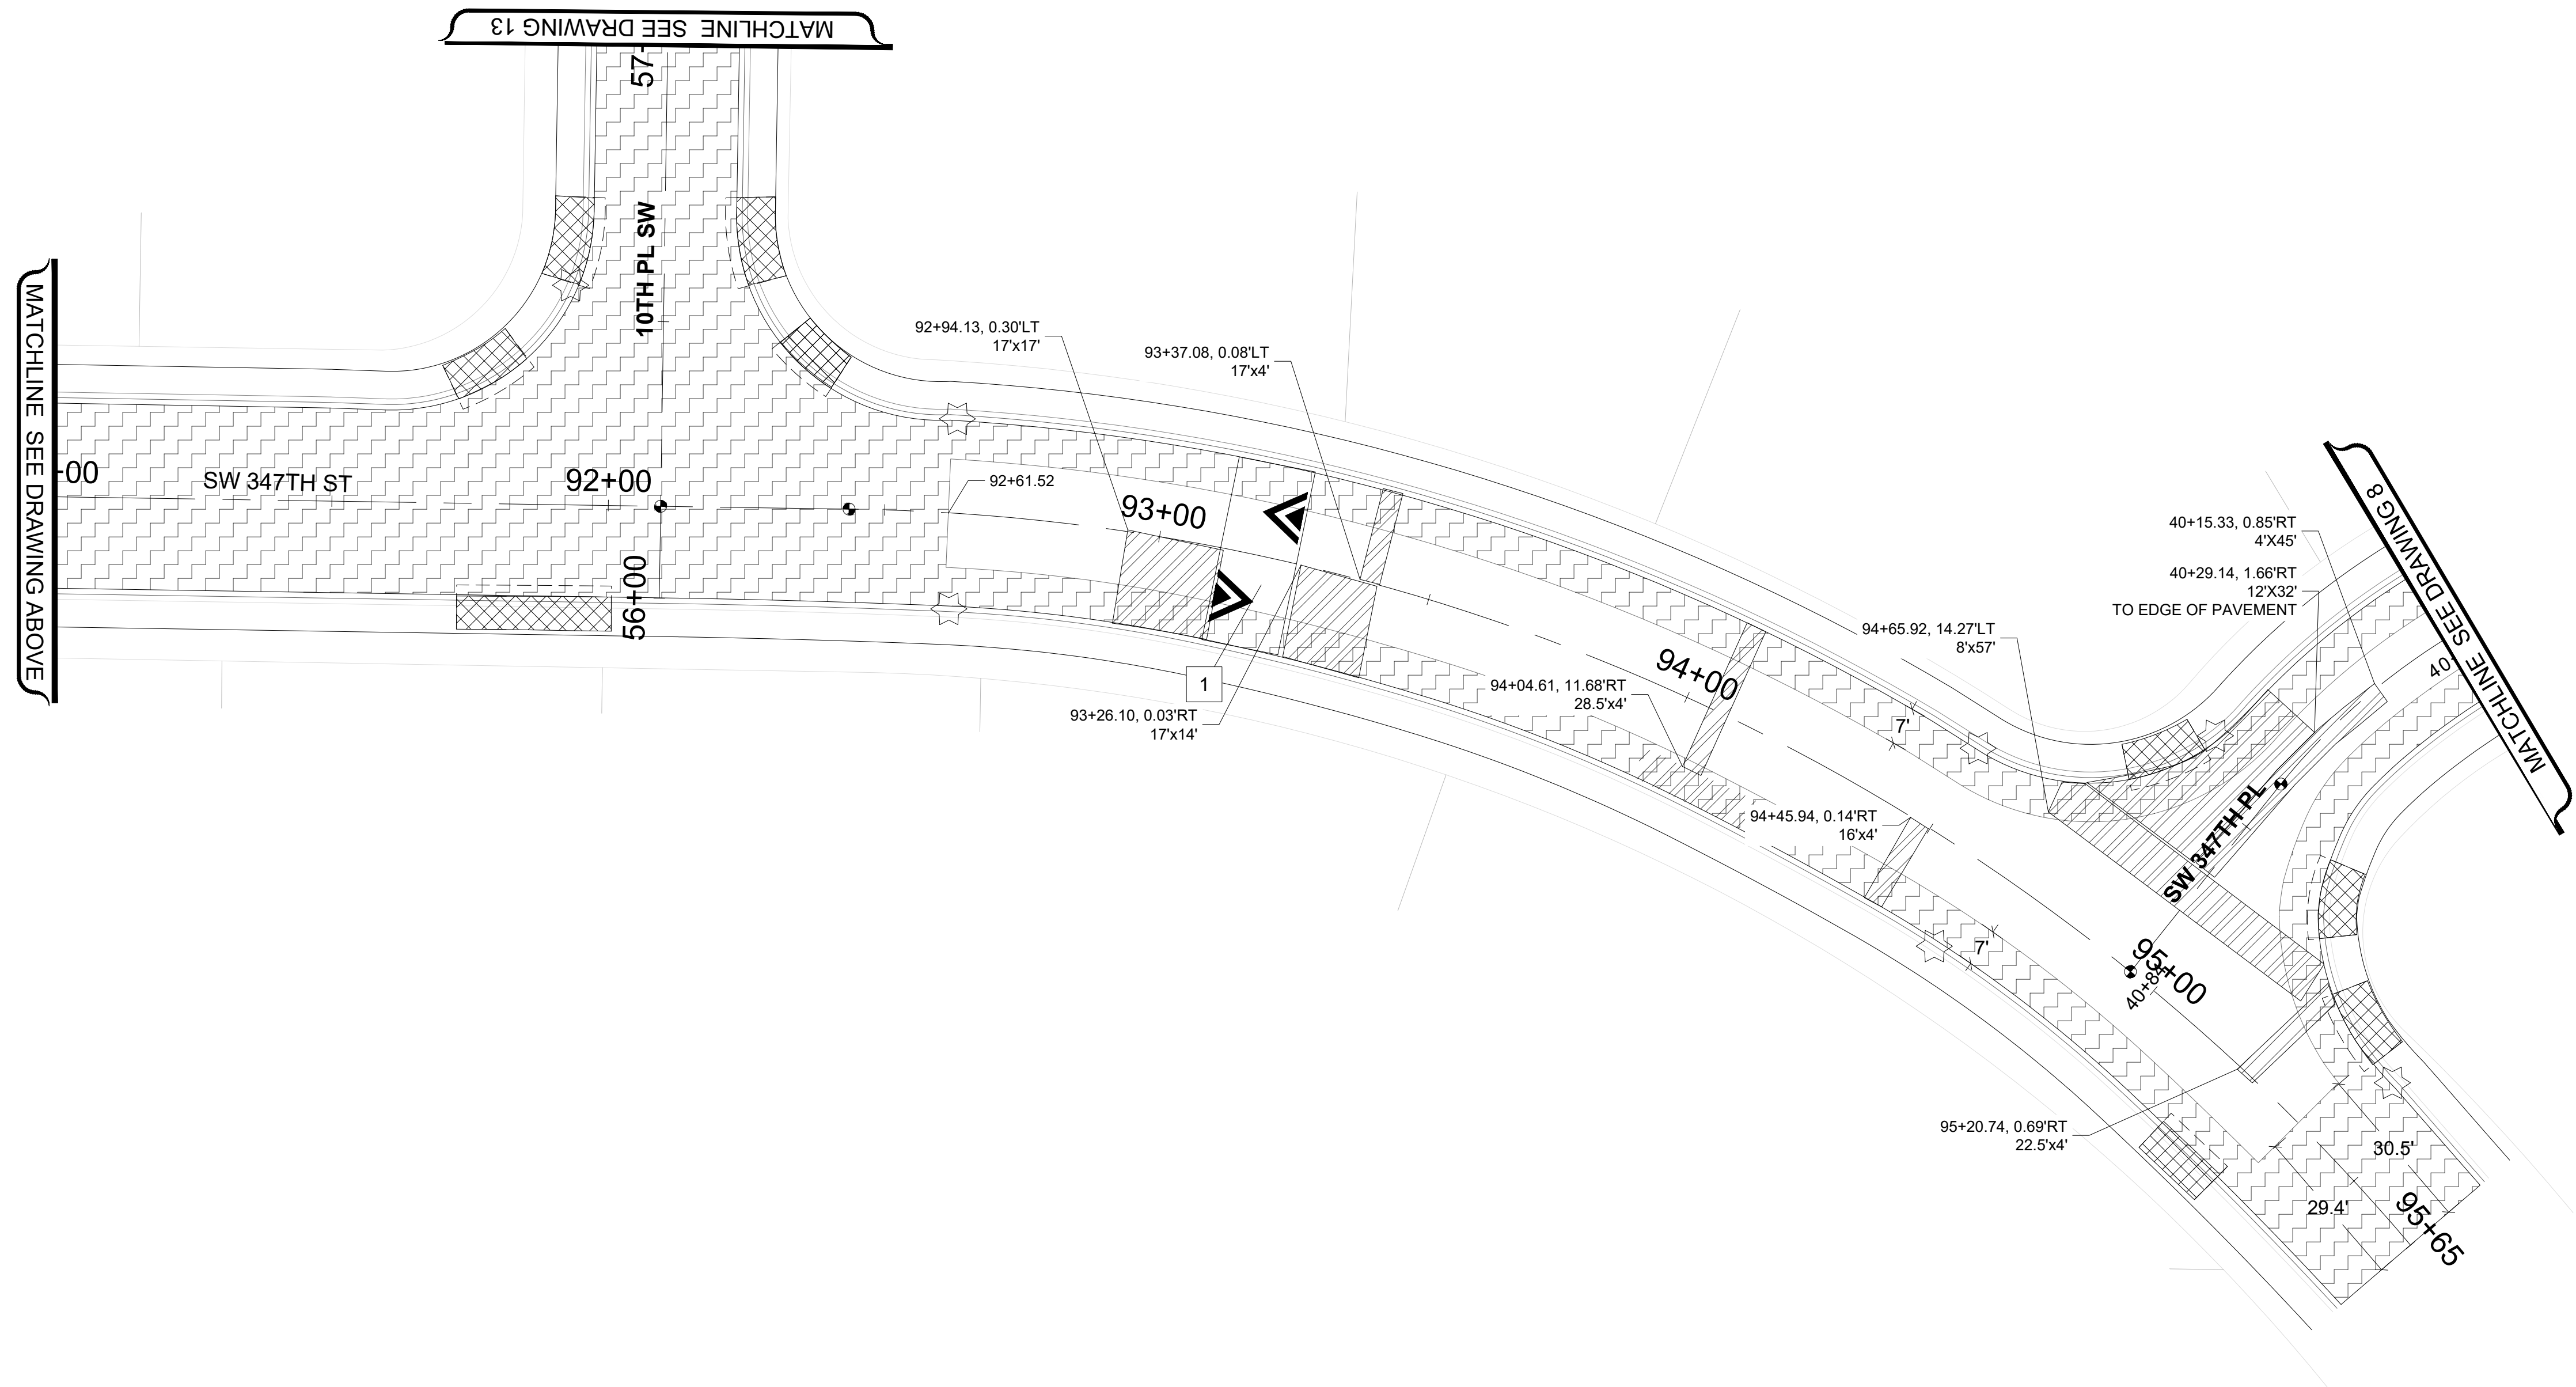 MATCHLINE SEE DRAWING 13
57
10TH PL SW
MATCHLINE SEE DRAWING ABOVE
+00
SW 347TH ST
92+00
56+00
92+94.13, 0.30'LT
17'x17'
93+37.08, 0.08'LT
17'x4'
92+61.52
93+00
1
93+26.10, 0.03'RT
17'x14'
94+00
94+04.61, 11.68'RT
28.5'x4'
7'
94+65.92, 14.27'LT
8'x57'
94+45.94, 0.14'RT
16'x4'
7'
MATCHLINE SEE DRAWING 8
40+15.33, 0.85'RT
4'X45'
40+29.14, 1.66'RT
12'X32'
TO EDGE OF PAVEMENT
40
SW 347TH PL
95+00
95+20.74, 0.69'RT
22.5'x4'
30.5'
29.4'
95+65